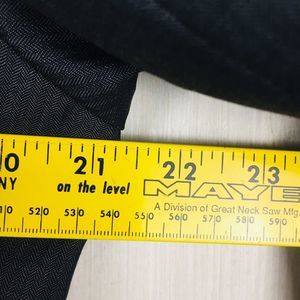 0 21 22 23
NY on the level MAYE
A Division of Great Neck Saw Mfg.
10 520 530 540 550 560 570 580 590